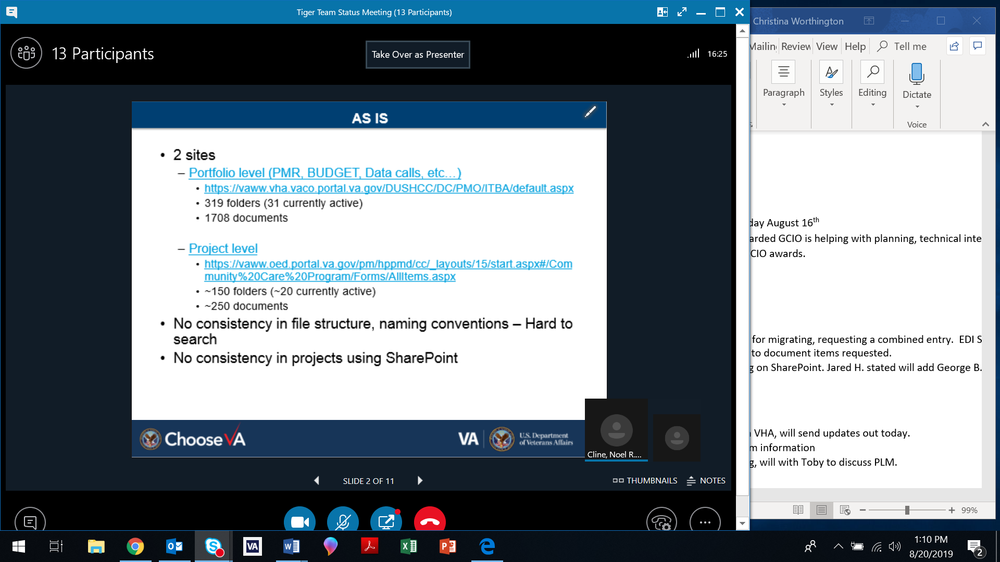 Tiger Team Status Meeting (13 Participants)
13 Participants
Take Over as Presenter
16:25
AS IS
• 2 sites
– Portfolio level (PMR, BUDGET, Data calls, etc...)
• https://vaww.vha.vaco.portal.va.gov/DUSHCC/DC/PMO/ITBA/default.aspx
• 319 folders (31 currently active)
• 1708 documents
– Project level
• https://vaww.oed.portal.va.gov/pm/hppmd/cc/_layouts/15/start.aspx#/Com
munity%20Care%20Program/Forms/AllItems.aspx
• ~150 folders (~20 currently active)
• ~250 documents
• No consistency in file structure, naming conventions – Hard to
search
• No consistency in projects using SharePoint
Choose VA
VA
U.S. Department
of Veterans Affairs
Cline, Noel R....
SLIDE 2 OF 11
THUMBNAILS
NOTES
Christina Worthington
Review View Help Tell me
Paragraph Styles Editing Dictate
Voice
day August 16th
arded GCIO is helping with planning, technical inte
CIO awards.
for migrating, requesting a combined entry. EDI S
to document items requested.
g on SharePoint. Jared H. stated will add George B.
VHA, will send updates out today.
m information
g, will with Toby to discuss PLM.
99%
VA
1:10 PM
8/20/2019
2